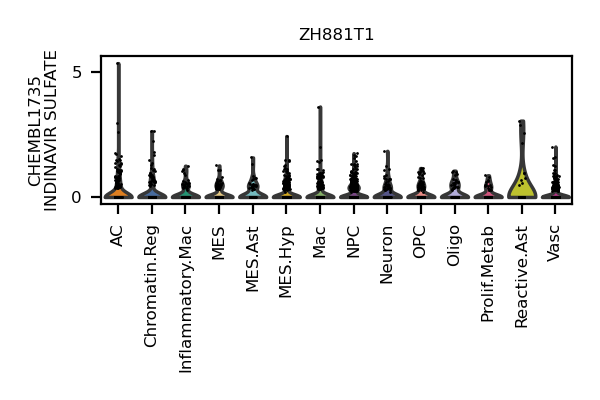 ZH881T1
CHEMBL1735
INDINAVIR SULFATE
5
0
AC
Chromatin.Reg
Inflammatory.Mac
MES
MES.Ast
MES.Hyp
Mac
NPC
Neuron
OPC
Oligo
Prolif.Metab
Reactive.Ast
Vasc